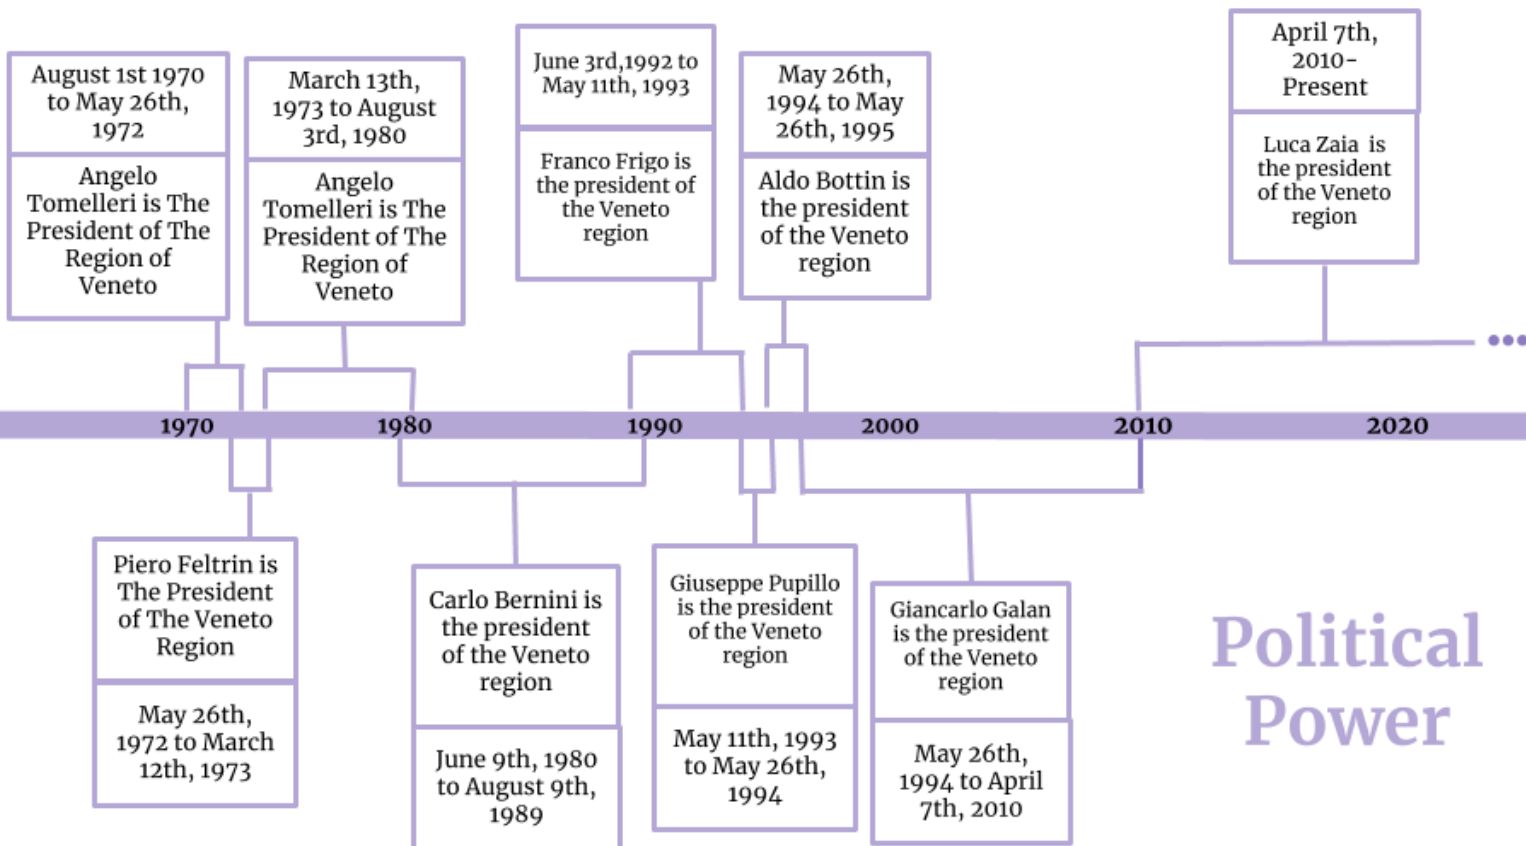 August 1st 1970
to May 26th,
1972
Angelo
Tomelleri is The
President of The
Region of
Veneto
March 13th,
1973 to August
3rd, 1980
Angelo
Tomelleri is The
President of The
Region of
Veneto
June 3rd,1992 to
May 11th, 1993
Franco Frigo is
the president of
the Veneto
region
May 26th,
1994 to May
26th, 1995
Aldo Bottin is
the president
of the Veneto
region
April 7th,
2010-
Present
Luca Zaia is
the president
of the Veneto
region
1970
1980
1990
2000
2010
2020
Piero Feltrin is
The President
of The Veneto
Region
May 26th,
1972 to March
12th, 1973
Carlo Bernini is
the president
of the Veneto
region
June 9th, 1980
to August 9th,
1989
Giuseppe Pupillo
is the president
of the Veneto
region
May 11th, 1993
to May 26th,
1994
Giancarlo Galan
is the president
of the Veneto
region
May 26th,
1994 to April
7th, 2010
Political
Power